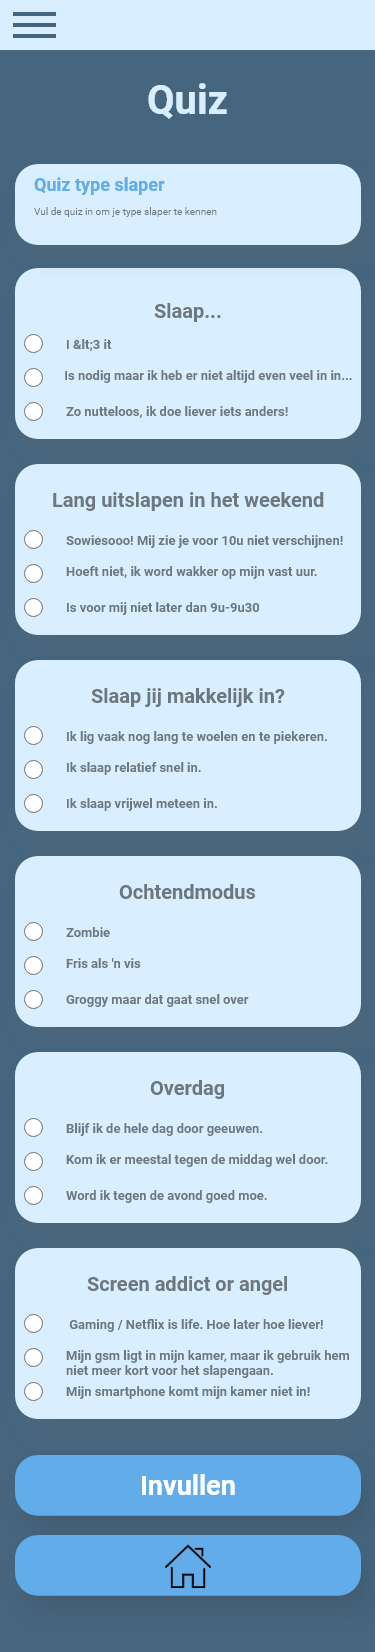 Quiz
Quiz type slaper
Vul de quiz in om je type slaper te kennen
Slaap...
I &lt;3 it
Is nodig maar ik heb er niet altijd even veel in in...
Zo nutteloos, ik doe liever iets anders!
Lang uitslapen in het weekend
Sowiesooo! Mij zie je voor 10u niet verschijnen!
Hoeft niet, ik word wakker op mijn vast uur.
Is voor mij niet later dan 9u-9u30
Slaap jij makkelijk in?
Ik lig vaak nog lang te woelen en te piekeren.
Ik slaap relatief snel in.
Ik slaap vrijwel meteen in.
Ochtendmodus
Zombie
Fris als 'n vis
Groggy maar dat gaat snel over
Overdag
Blijf ik de hele dag door geeuwen.
Kom ik er meestal tegen de middag wel door.
Word ik tegen de avond goed moe.
Screen addict or angel
Gaming / Netflix is life. Hoe later hoe liever!
Mijn gsm ligt in mijn kamer, maar ik gebruik hem
niet meer kort voor het slapengaan.
Mijn smartphone komt mijn kamer niet in!
Invullen